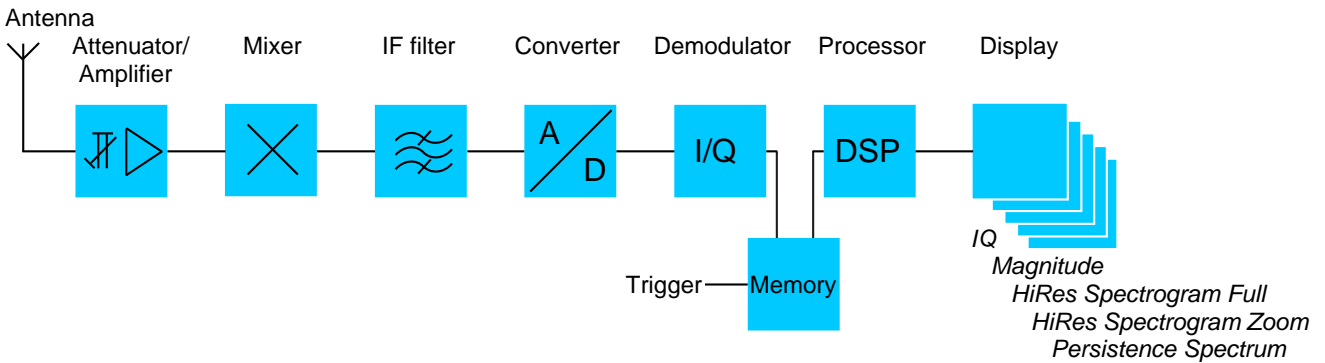 Antenna
Attenuator/
Amplifier
Mixer
IF filter
Converter
Demodulator
Processor
Display
A
D
I/Q
DSP
Trigger
Memory
IQ
Magnitude
HiRes Spectrogram Full
HiRes Spectrogram Zoom
Persistence Spectrum